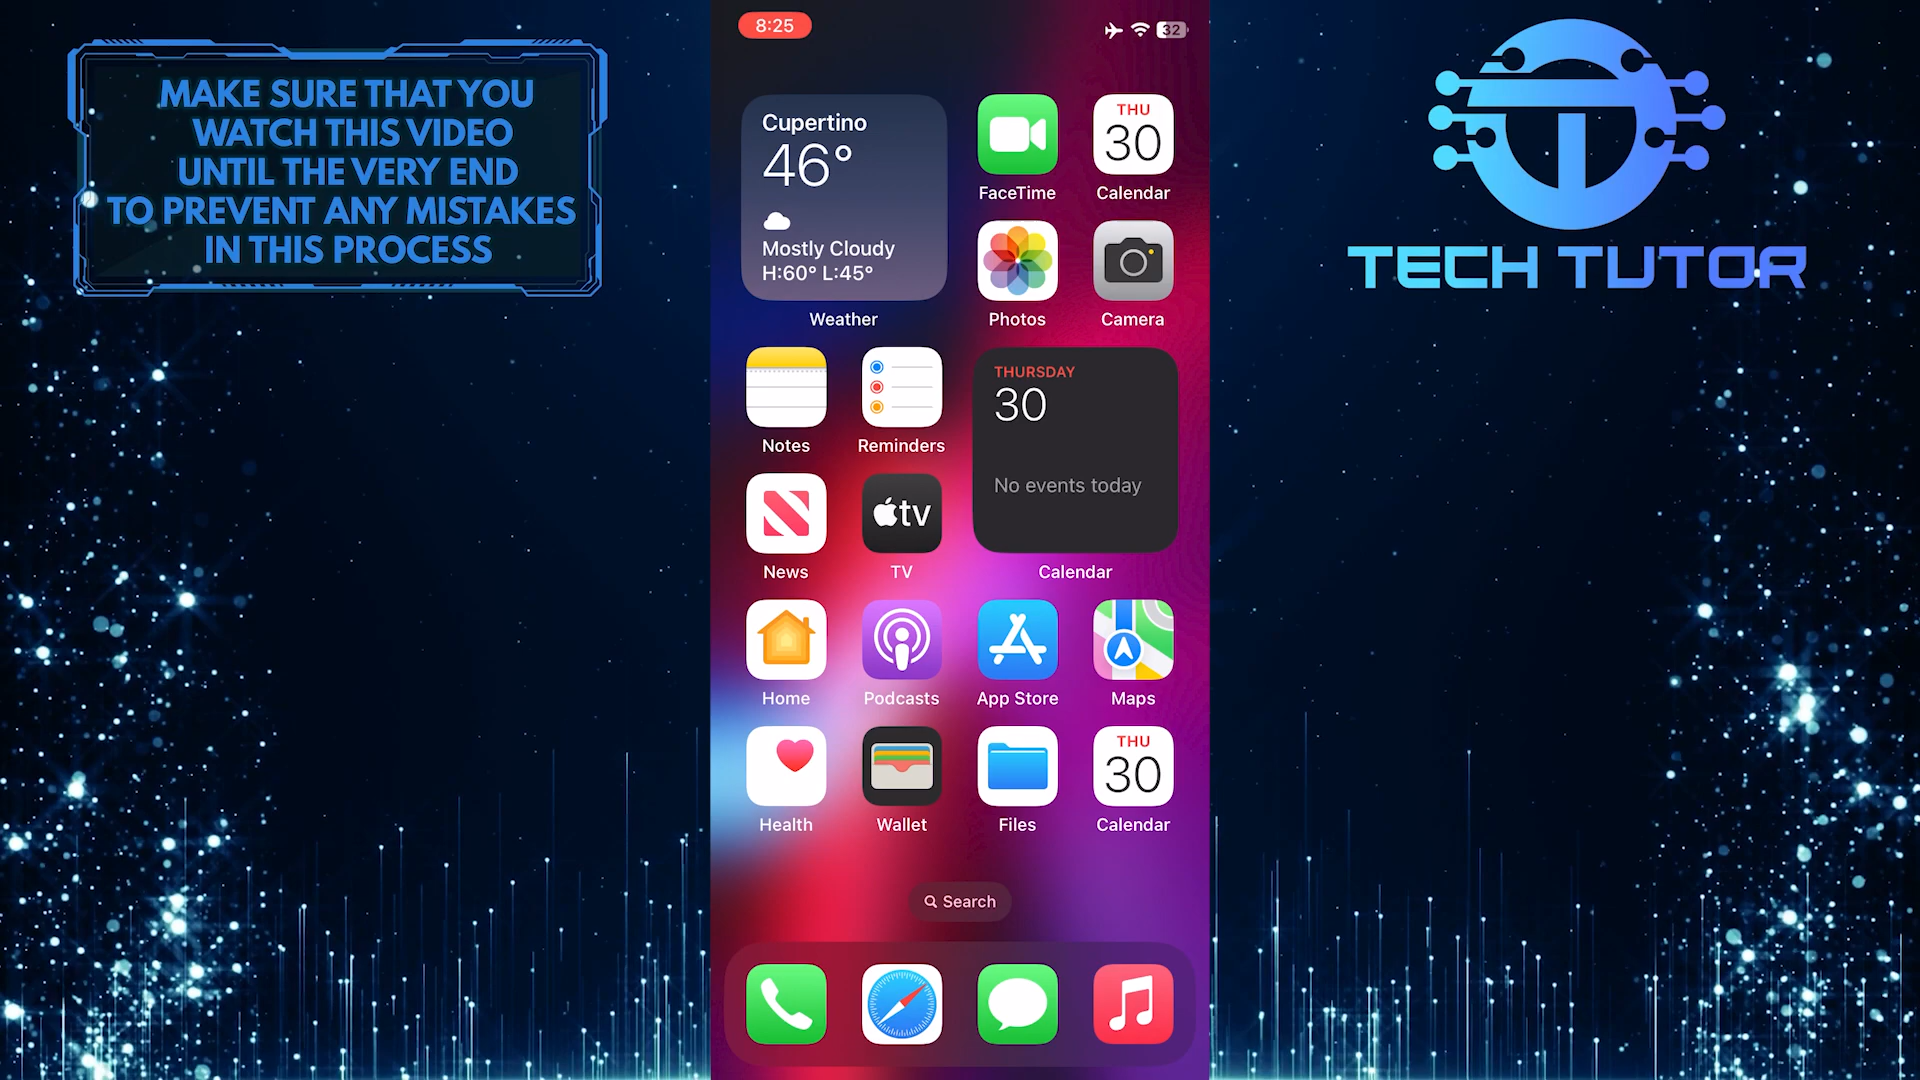 MAKE SURE THAT YOU
WATCH THIS VIDEO
UNTIL THE VERY END
TO PREVENT ANY MISTAKES
IN THIS PROCESS
8:25
32
Cupertino
46°
Mostly Cloudy
H:60° L:45°
Weather
FaceTime
THU
30
Calendar
Photos
Camera
Notes
Reminders
THURSDAY
30
No events today
Calendar
News
tv
TV
Home
Podcasts
App Store
Maps
Health
Wallet
Files
THU
30
Calendar
Search
TECH TUTOR